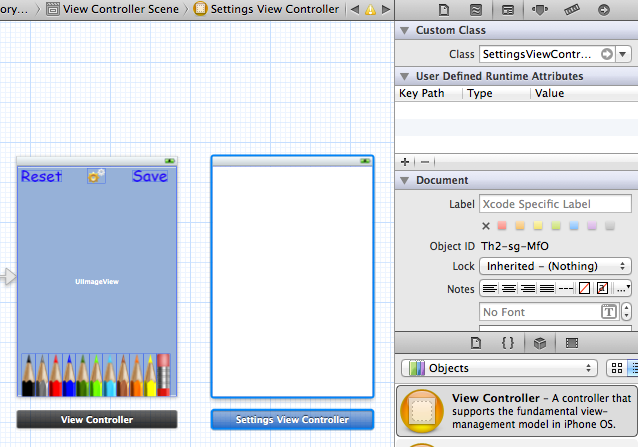 ory... View Controller Scene Settings View Controller
Custom Class
Class SettingsViewContr...
User Defined Runtime Attributes
Key Path Type Value
+ −
Document
Label Xcode Specific Label
Object ID Th2-sg-MfO
Lock Inherited - (Nothing)
Notes
No Font T
{ }
Objects
View Controller - A controller that
supports the fundamental view-
management model in iPhone OS.
Reset Save
UIImageView
View Controller
Settings View Controller